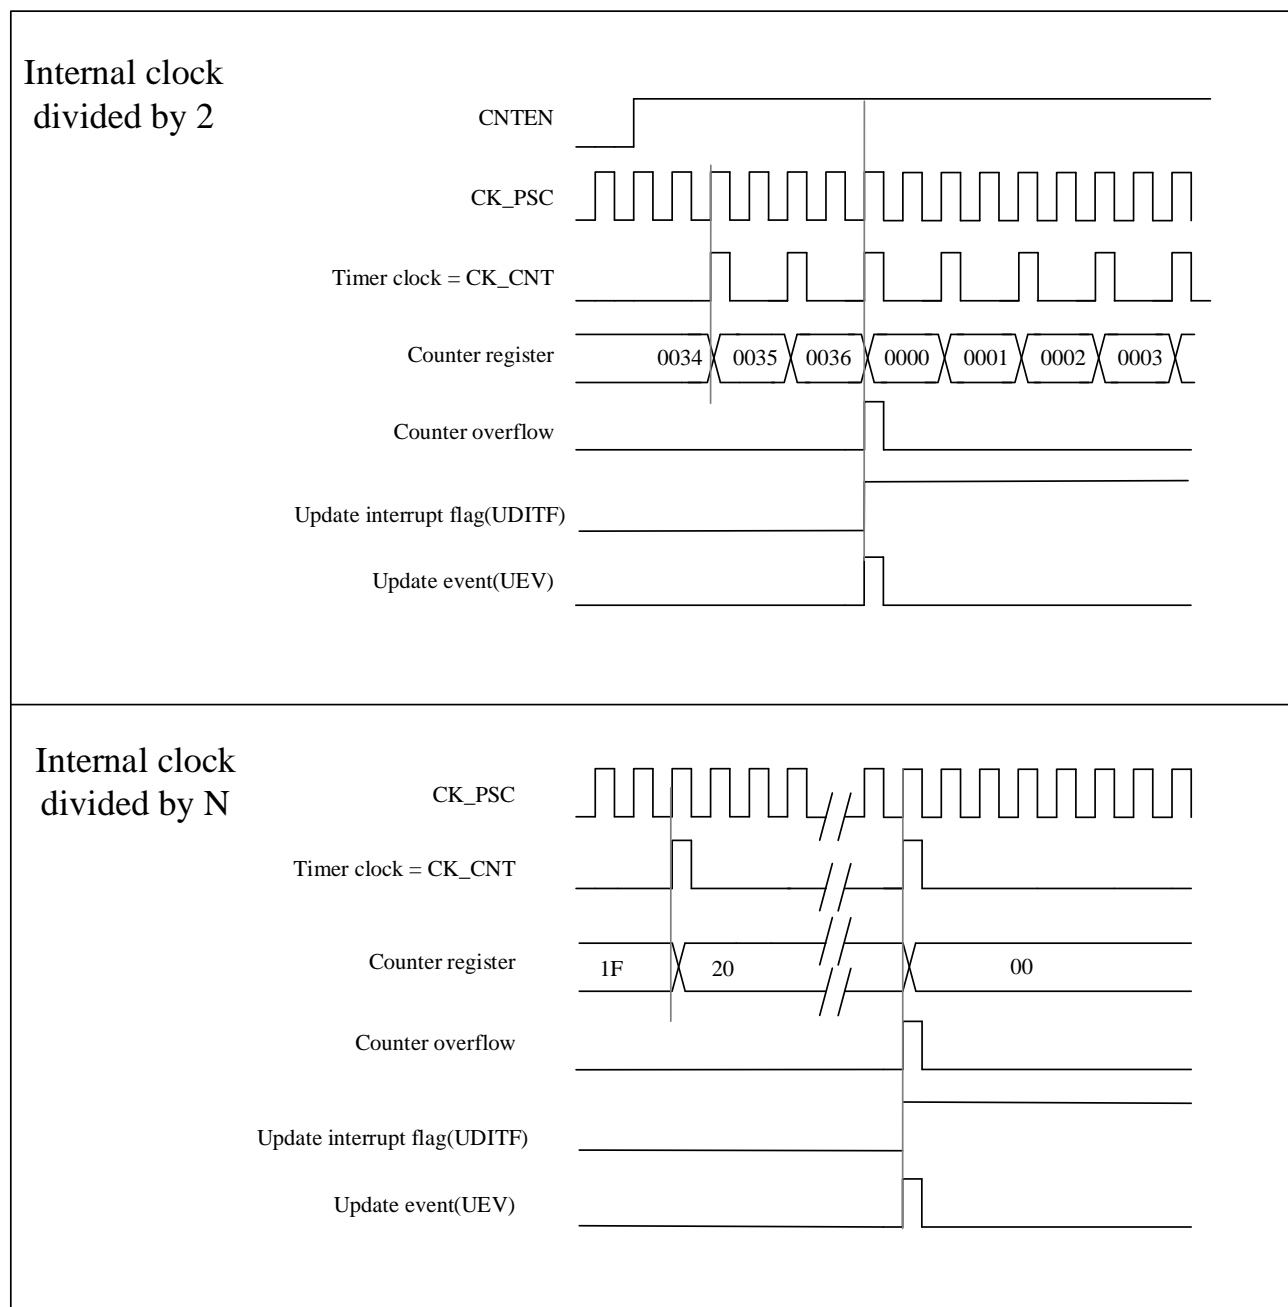 Internal clock
divided by 2
CNTEN
CK_PSC
Timer clock = CK_CNT
Counter register
0034 0035 0036 0000 0001 0002 0003
Counter overflow
Update interrupt flag(UDITF)
Update event(UEV)
Internal clock
divided by N
CK_PSC
Timer clock = CK_CNT
Counter register
1F 20 00
Counter overflow
Update interrupt flag(UDITF)
Update event(UEV)